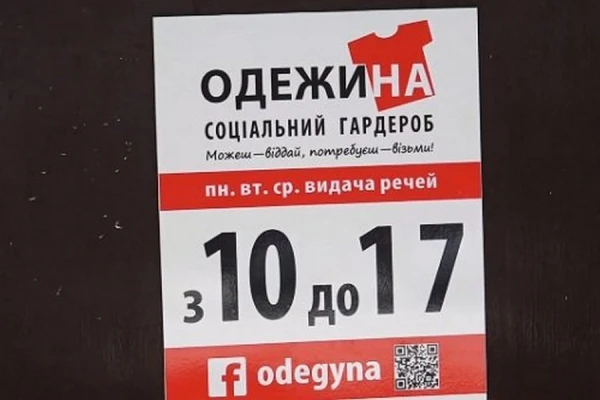 ОДЕЖИНА
СОЦІАЛЬНИЙ ГАРДЕРОБ
Можеш—віддай, потребуєш—візьми!
пн. вт. ср. видача речей
з 10 до 17
f odegyna